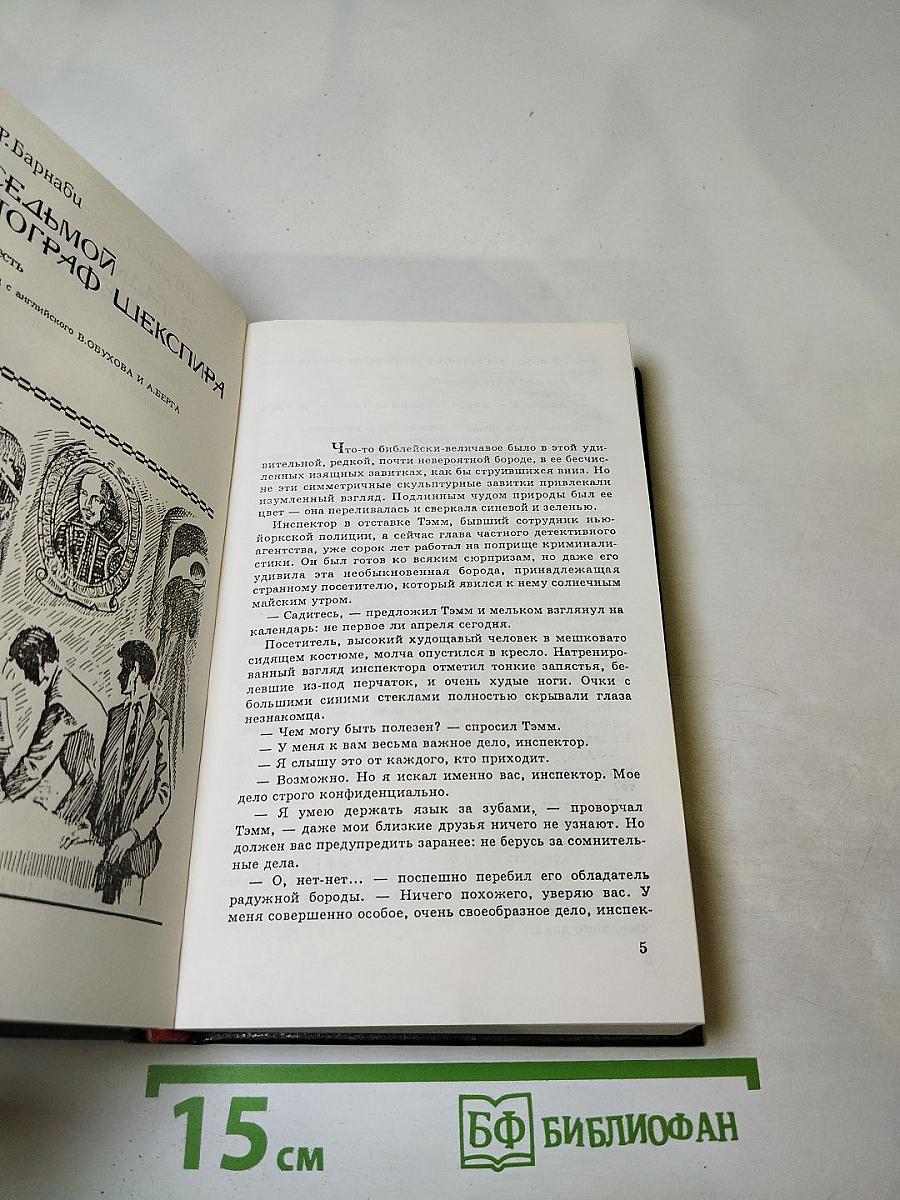 Р.Барнаби
СЕДЬМОЙ
ОГРАФ ШЕКСПИРА
с английского В.ОБУХОВА И А.БЕРГА
Что-то библейски-величавое было в этой уди-
вительной, редкой, почти невероятной бороде, в ее бесчис-
ленных изящных завитках, как бы струившихся вниз. Но
не эти симметричные скульптурные завитки привлекали
изумленный взгляд. Подлинным чудом природы был ее
цвет — она переливалась и сверкала синевой и зеленью.
Инспектор в отставке Тэмм, бывший сотрудник нью-
йоркской полиции, а сейчас глава частного детективного
агентства, уже сорок лет работал на поприще криминали-
стики. Он был готов ко всяким сюрпризам, но даже его
удивила эта необыкновенная борода, принадлежащая
странному посетителю, который явился к нему солнечным
майским утром.
— Садитесь, — предложил Тэмм и мельком взглянул на
календарь: не первое ли апреля сегодня.
Посетитель, высокий худощавый человек в мешковато
сидящем костюме, молча опустился в кресло. Натрениро-
ванный взгляд инспектора отметил тонкие запястья, бе-
левшие из-под перчаток, и очень худые ноги. Очки с
большими синими стеклами полностью скрывали глаза
незнакомца.
— Чем могу быть полезен? — спросил Тэмм.
— У меня к вам весьма важное дело, инспектор.
— Я слышу это от каждого, кто приходит.
— Возможно. Но я искал именно вас, инспектор. Мое
дело строго конфиденциально.
— Я умею держать язык за зубами, — проворчал
Тэмм, — даже мои близкие друзья ничего не узнают. Но
должен вас предупредить заранее: не берусь за сомнитель-
ные дела.
— О, нет-нет... — поспешно перебил его обладатель
радужной бороды. — Ничего похожего, уверяю вас. У
меня совершенно особое, очень своеобразное дело, инспек-
5
15 см
БФ БИБЛИОФАН